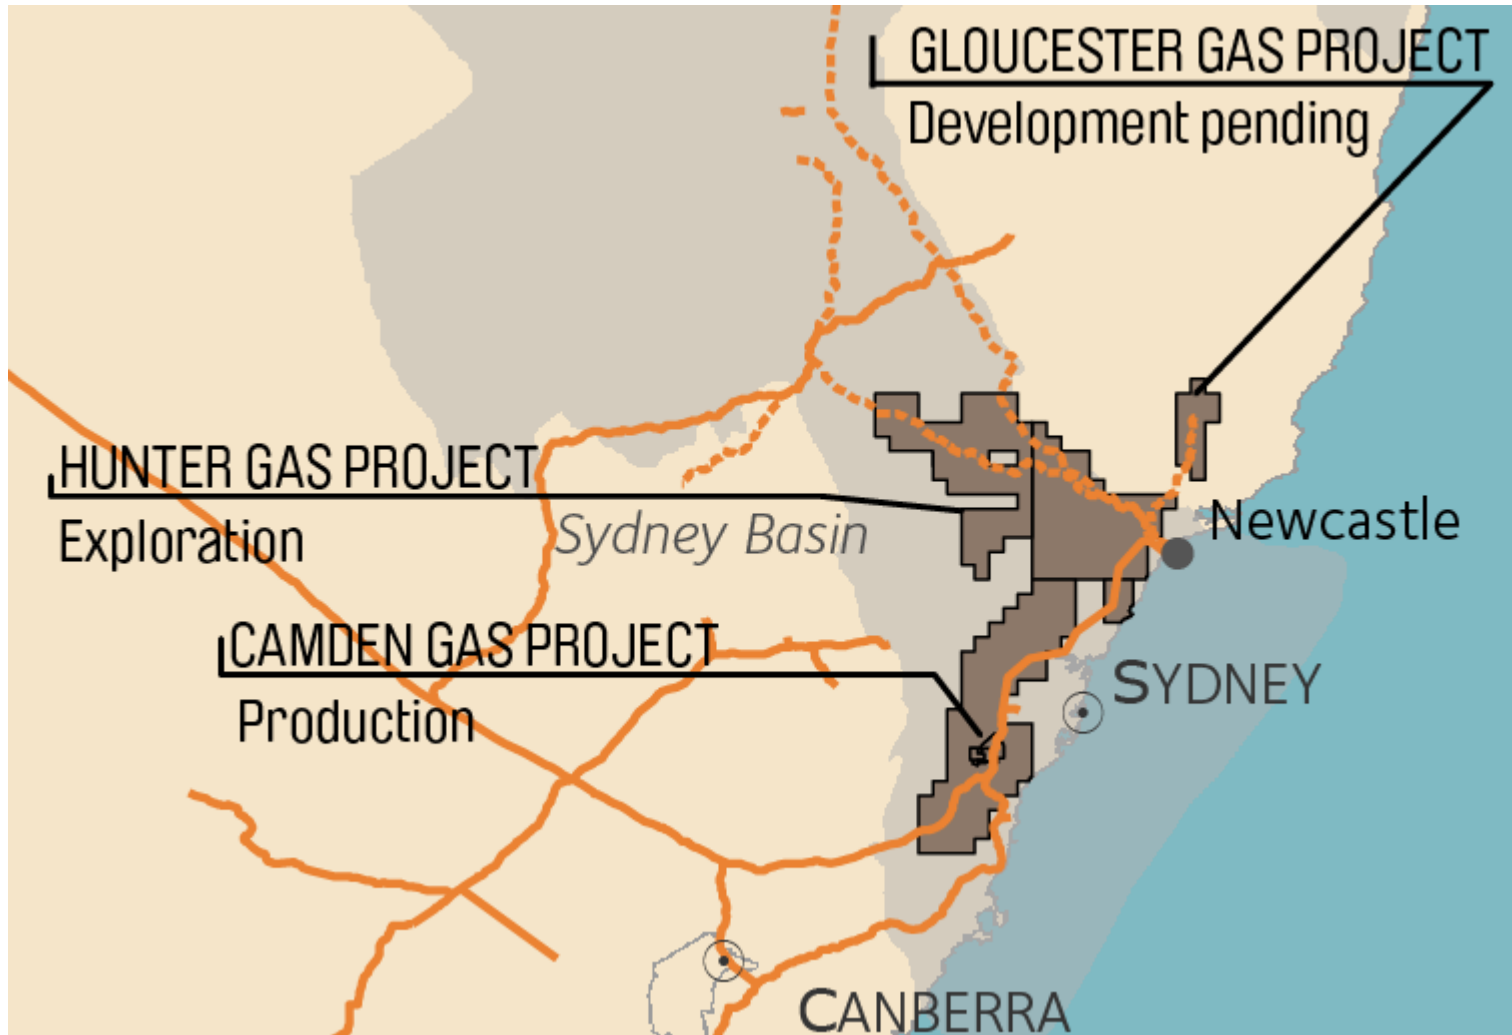 GLOUCESTER GAS PROJECT
Development pending
HUNTER GAS PROJECT
Exploration
Sydney Basin
Newcastle
CAMDEN GAS PROJECT
Production
SYDNEY
CANBERRA